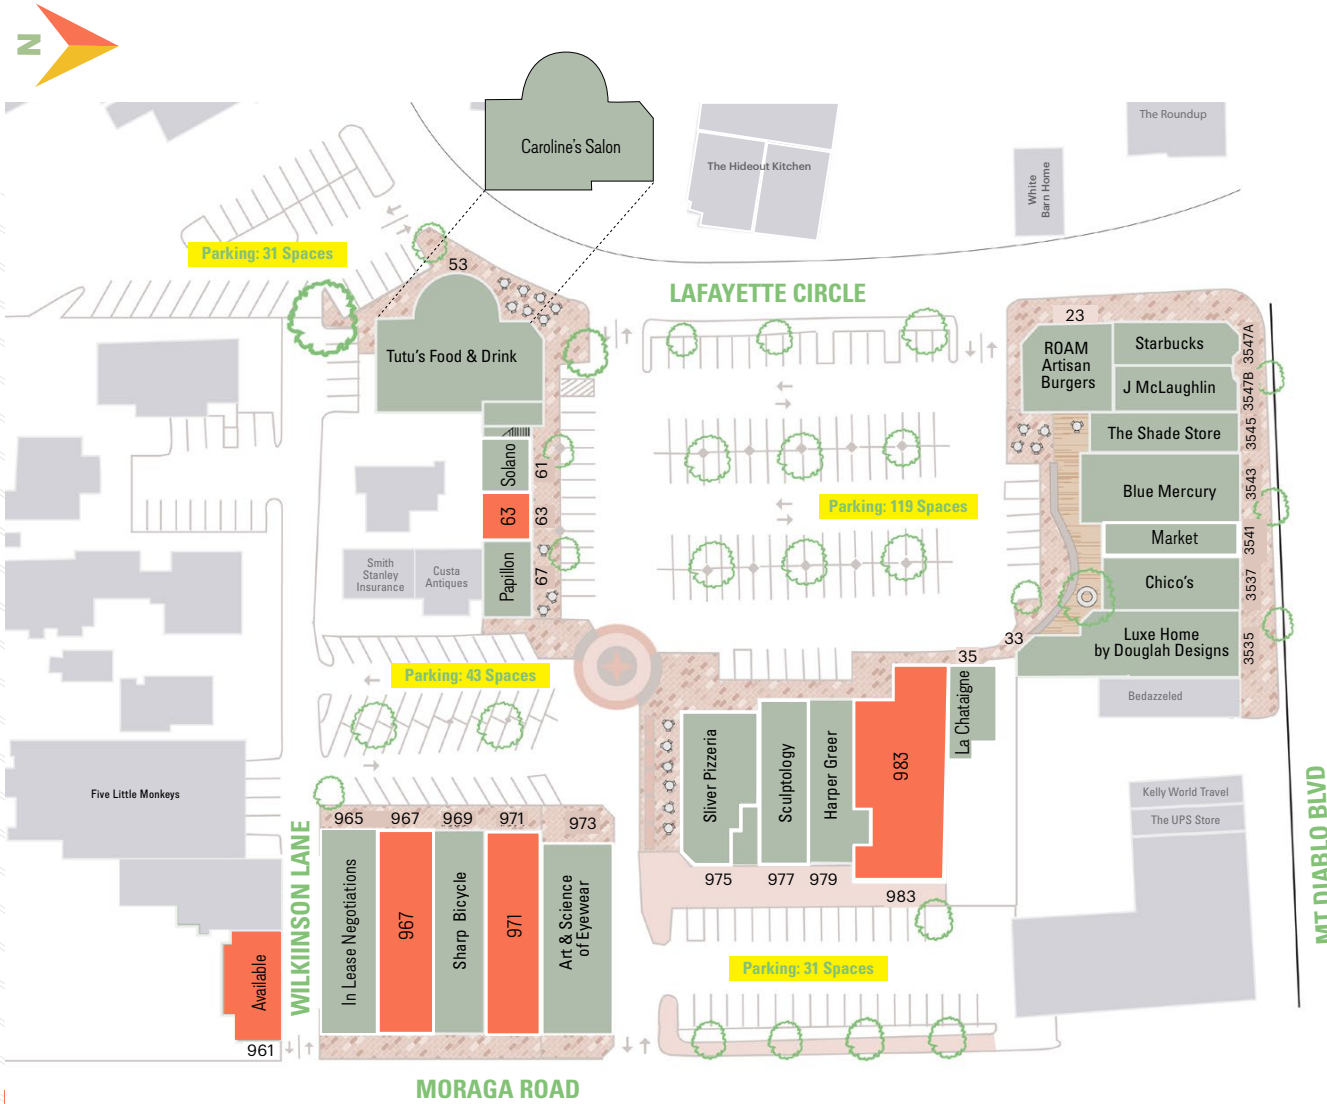 N
Caroline's Salon
The Hideout Kitchen
White
Barn Home
The Roundup
Parking: 31 Spaces
53
LAFAYETTE CIRCLE
Tutu's Food & Drink
23
ROAM
Artisan
Burgers
Starbucks
3547A
J McLaughlin
3547B
The Shade Store
3545
Blue Mercury
3543
Market
3541
Chico's
3537
Luxe Home
by Douglah Designs
3535
33
Bedazzeled
Solano
61
63
63
Papillon
67
Smith
Stanley
Insurance
Custa
Antiques
Parking: 119 Spaces
Parking: 43 Spaces
35
La Chataigne
Sliver Pizzeria
Sculptology
Harper Greer
983
975
977
979
983
Five Little Monkeys
WILKIINSON LANE
965
967
969
971
973
In Lease Negotiations
967
Sharp Bicycle
971
Art & Science
of Eyewear
Available
961
Kelly World Travel
The UPS Store
MT DIABLO BLVD
Parking: 31 Spaces
MORAGA ROAD